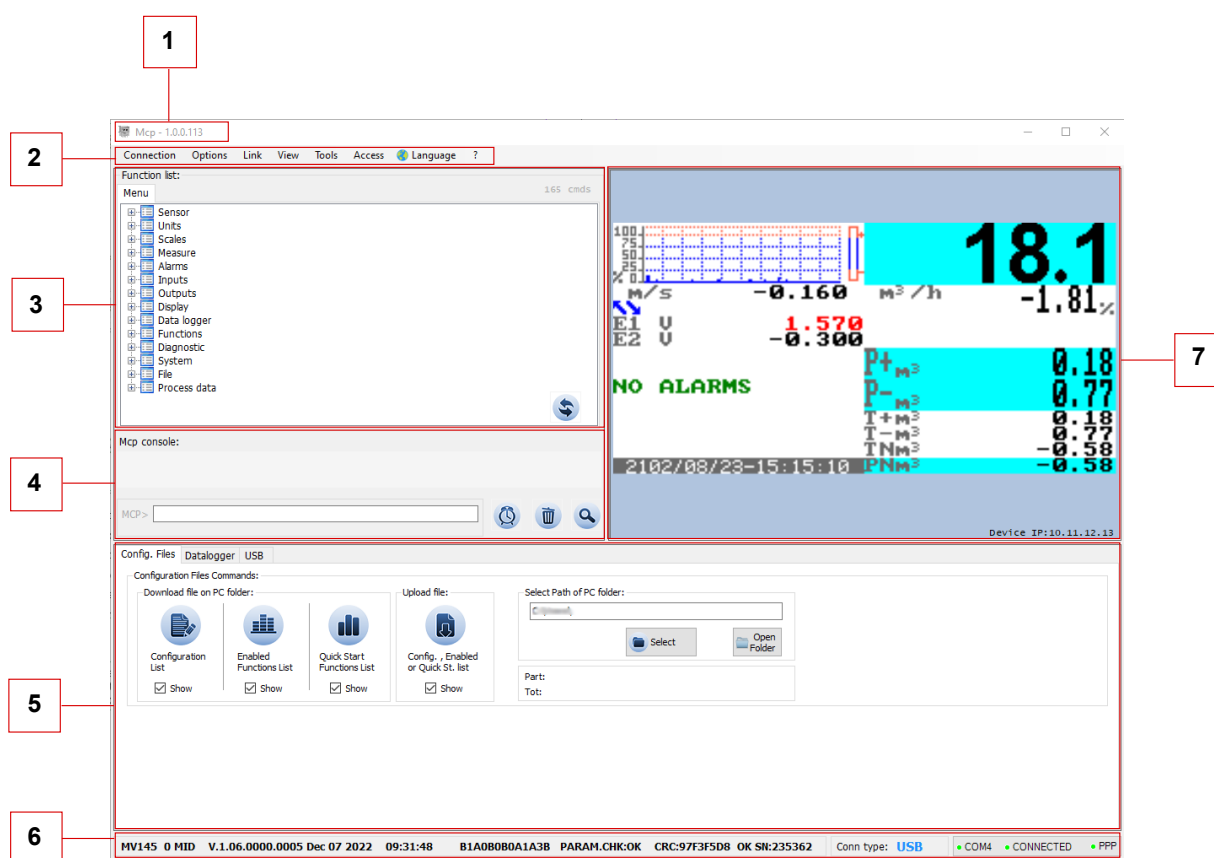 1
Mcp - 1.0.0.113
2
Connection Options Link View Tools Access Language ?
Function list:
Menu
165 cmds
Sensor
Units
Scales
Measure
Alarms
Inputs
Outputs
Display
Data logger
Functions
Diagnostic
System
File
Process data
3
100
75
50
25
% 0
18.1
m/s -0.160 m³/h -1.81%
E1 V 1.570
E2 V -0.300
P+m³ 0.18
NO ALARMS
P-m³ 0.77
T+m³ 0.18
T-m³ 0.77
TNm³ -0.58
2102/08/23-15:15:10 PNm³ -0.58
Device IP:10.11.12.13
7
Mcp console:
MCP>
4
Config. Files Datalogger USB
Configuration Files Commands:
Download file on PC folder:
Configuration List
Enabled Functions List
Quick Start Functions List
Show Show Show
Upload file:
Config. , Enabled or Quick St. list
Show
Select Path of PC folder:
Select
Open Folder
Part:
Tot:
5
6
MV145 0 MID V.1.06.0000.0005 Dec 07 2022 09:31:48 B1A0B0B0A1A3B PARAM.CHK:OK CRC:97F3F5D8 OK SN:235362 Conn type: USB COM4 CONNECTED PPP